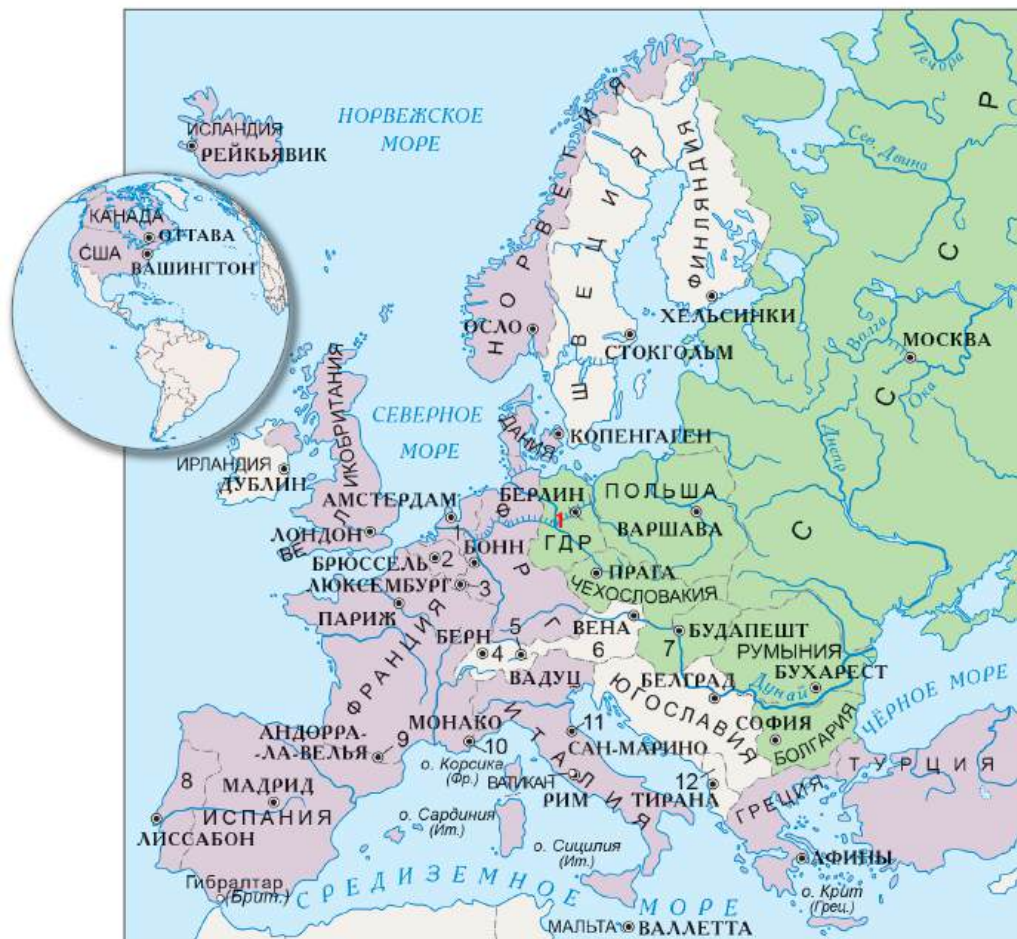 Печора
Р
ИСЛАНДИЯ
РЕЙКЬЯВИК
НОРВЕЖСКОЕ
МОРЕ
Сев. Двина
КАНАДА
ОТТАВА
США
ВАШИНГТОН
НОРВЕГИЯ
ШВЕЦИЯ
ФИНЛЯНДИЯ
С
ХЕЛЬСИНКИ
ОСЛО
СТОКГОЛЬМ
Волга
МОСКВА
Ока
С
ВЕЛИКОБРИТАНИЯ
СЕВЕРНОЕ
МОРЕ
ДАНИЯ
КОПЕНГАГЕН
Днепр
ИРЛАНДИЯ
ДУБЛИН
АМСТЕРДАМ
1
ФРГ
БЕРЛИН
1
ПОЛЬША
ВАРШАВА
С
ЛОНДОН
БОНН
ГДР
БРЮССЕЛЬ
2
ЛЮКСЕМБУРГ
3
ПРАГА
ЧЕХОСЛОВАКИЯ
ПАРИЖ
ФРАНЦИЯ
БЕРН
4
5
ВЕНА
6
БУДАПЕШТ
7
РУМЫНИЯ
ВАДУЦ
БЕЛГРАД
Дунай
БУХАРЕСТ
ЧЁРНОЕ МОРЕ
ЮГОСЛАВИЯ
СОФИЯ
БОЛГАРИЯ
АНДОРРА-
-ЛА-ВЕЛЬЯ
9
МОНАКО
10
ИТАЛИЯ
11
САН-МАРИНО
о. Корсика
(Фр.)
ВАТИКАН
РИМ
12
ТИРАНА
ГРЕЦИЯ
ТУРЦИЯ
8
МАДРИД
ИСПАНИЯ
ЛИССАБОН
о. Сардиния
(Ит.)
о. Сицилия
(Ит.)
АФИНЫ
Гибралтар
(Брит.)
СРЕДИЗЕМНОЕ МОРЕ
о. Крит
(Грец.)
МАЛЬТА
ВАЛЛЕТТА